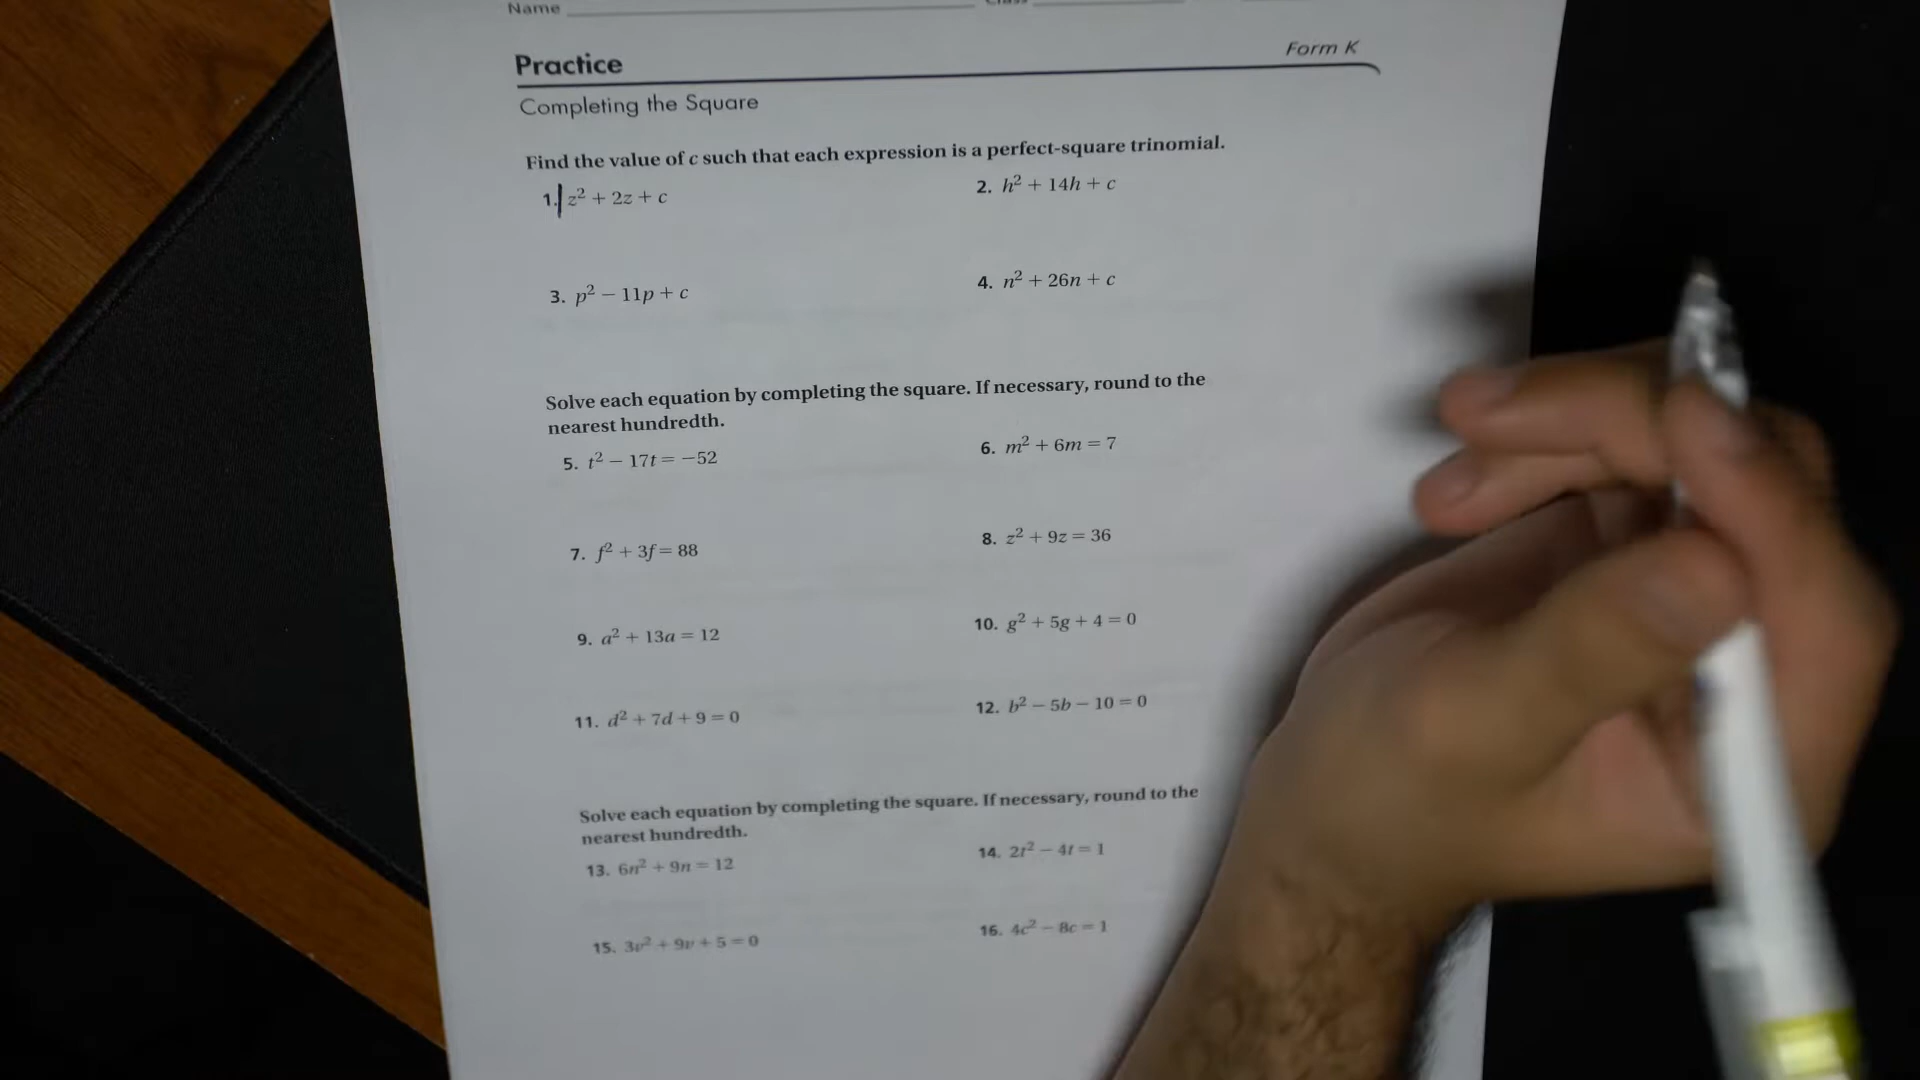 Name
Form K
Practice
Completing the Square
Find the value of c such that each expression is a perfect-square trinomial.
1. z² + 2z + c
2. h² + 14h + c
3. p² − 11p + c
4. n² + 26n + c
Solve each equation by completing the square. If necessary, round to the
nearest hundredth.
5. t² − 17t = −52
6. m² + 6m = 7
7. f² + 3f = 88
8. z² + 9z = 36
9. a² + 13a = 12
10. g² + 5g + 4 = 0
11. d² + 7d + 9 = 0
12. b² − 5b − 10 = 0
Solve each equation by completing the square. If necessary, round to the
nearest hundredth.
13. 6n² + 9n = 12
14. 2t² − 4t = 1
15. 3v² + 9v + 5 = 0
16. 4c² − 8c = 1